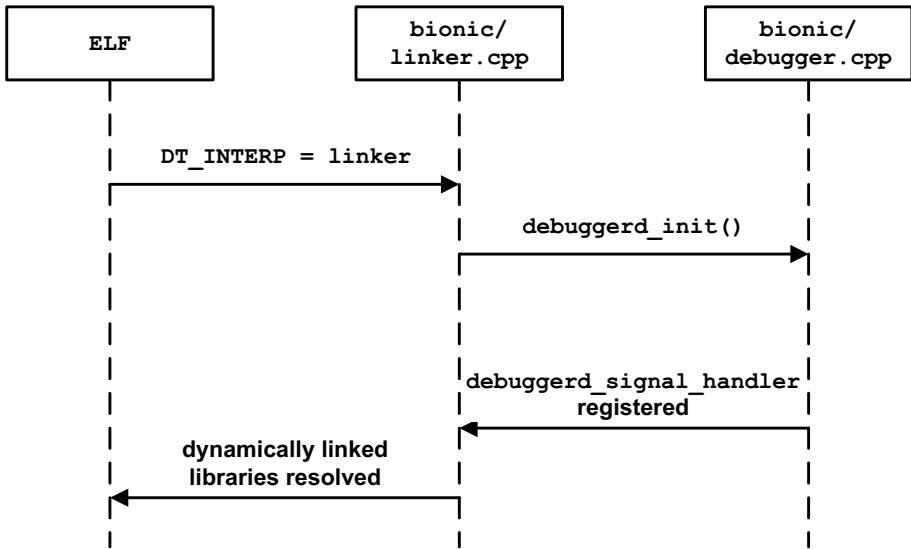 ELF
bionic/
linker.cpp
bionic/
debugger.cpp
DT_INTERP = linker
debuggerd_init()
debuggerd_signal_handler
registered
dynamically linked
libraries resolved